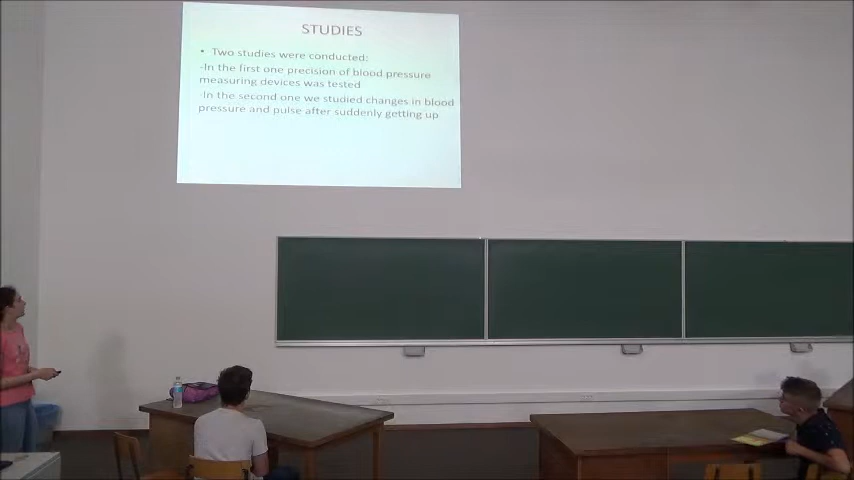 STUDIES
• Two studies were conducted:
-In the first one precision of blood pressure
measuring devices was tested
-In the second one we studied changes in blood
pressure and pulse after suddenly getting up